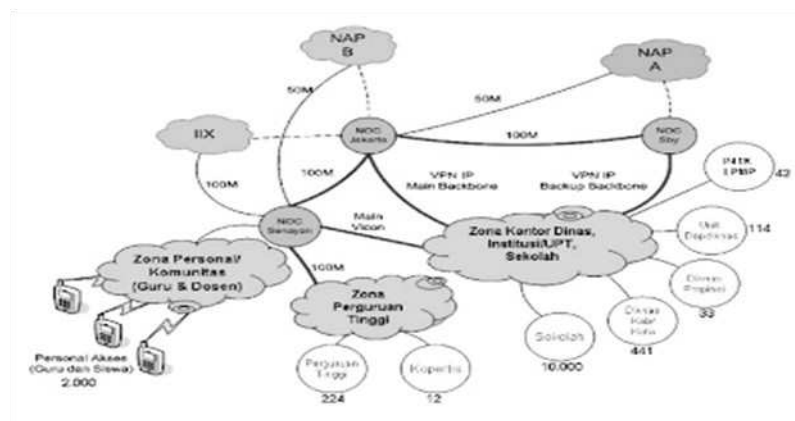 NAP
B
NAP
A
50M
50M
IIX
NOC
Jakarta
100M
NOC
Sby
100M
100M
VPN IP
Main Backbone
VPN IP
Backup Backbone
42
NOC
Senayan
Main
Vicon
Zona Kantor Dinas,
Institusi/UPT,
Sekolah
114
Zona Personal/
Komunitas
(Guru & Dosen)
100M
Zona
Perguruan
Tinggi
Dinas
Propinsi
33
Dinas
Kota
441
Sekolah
10.000
Personal Akses
(Guru dan Siswa)
2.000
Perguruan
Tinggi
224
Kopertis
12